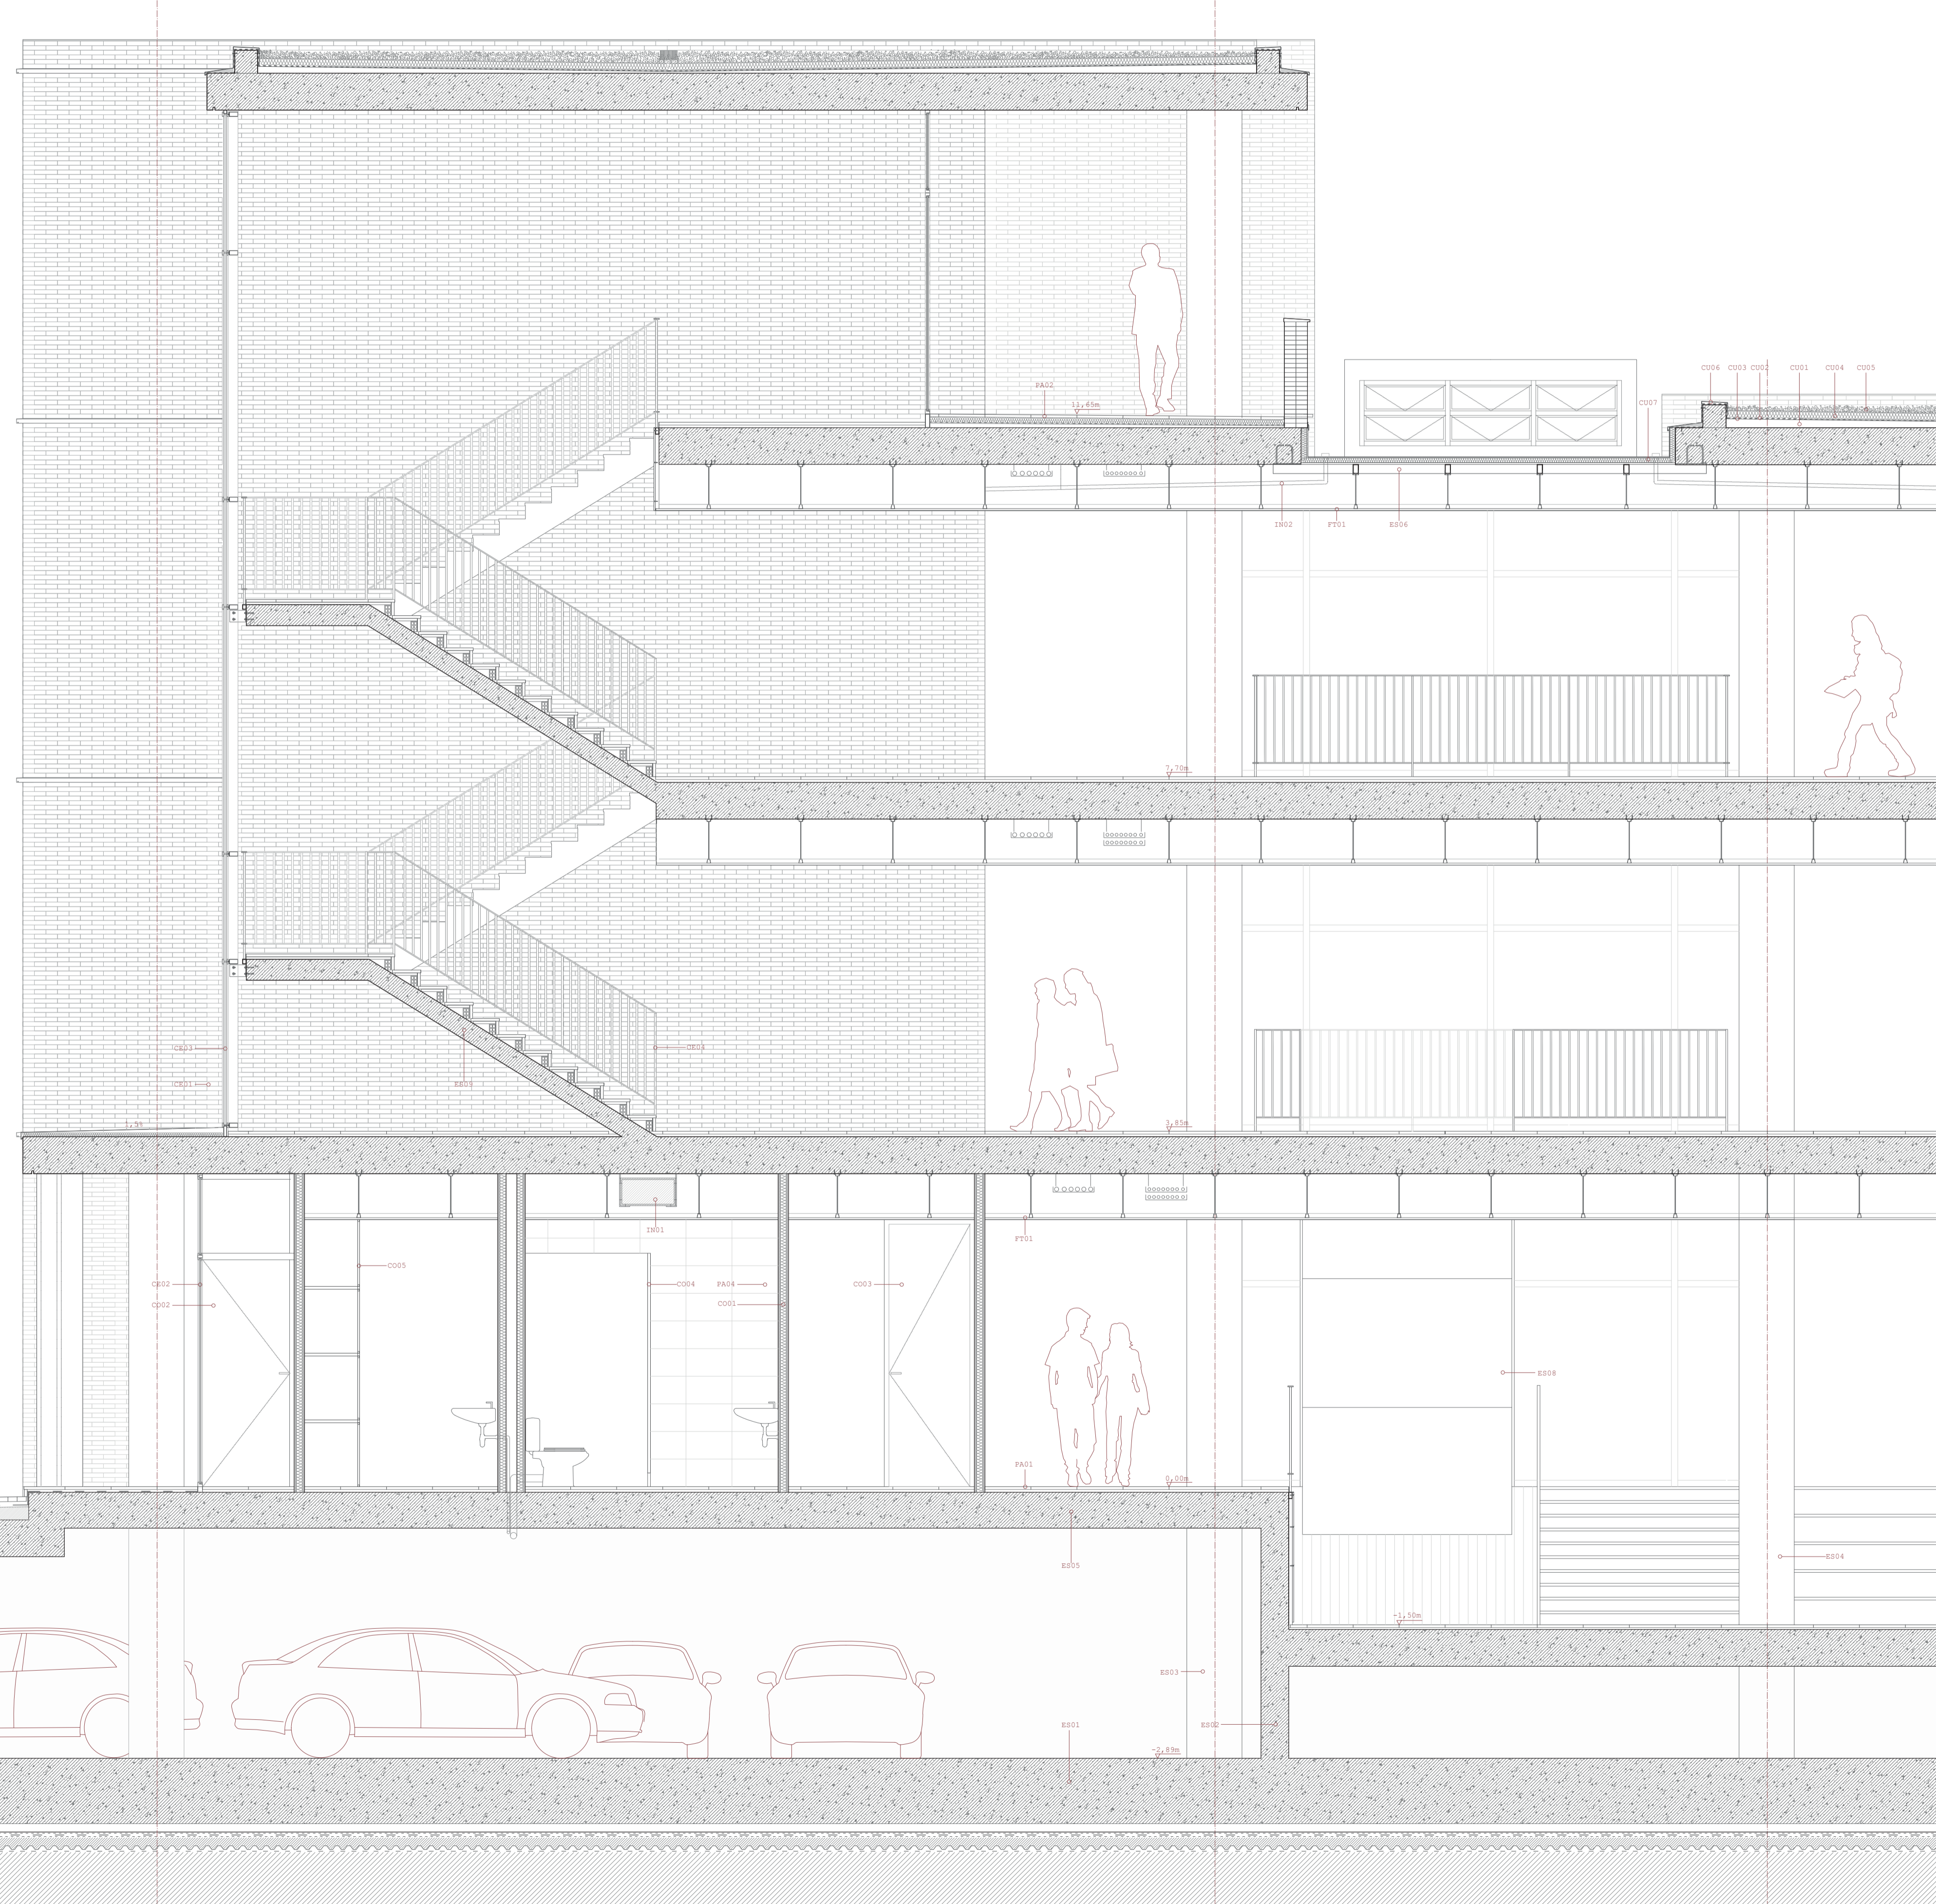 CU06 CU03 CU02 CU01 CU04 CU05
PA02
CU07
11,65m
IN02 FT01 ES06
7,70m
CE03
CE04
CE01
ES09
1,5%
3,85m
IN01
FT01
CO05
CE02 CO04 PA04 CO03
CO02 CO01
ES08
PA01
0,00m
ES05
ES04
-1,50m
ES03
ES01 ES02
-2,89m